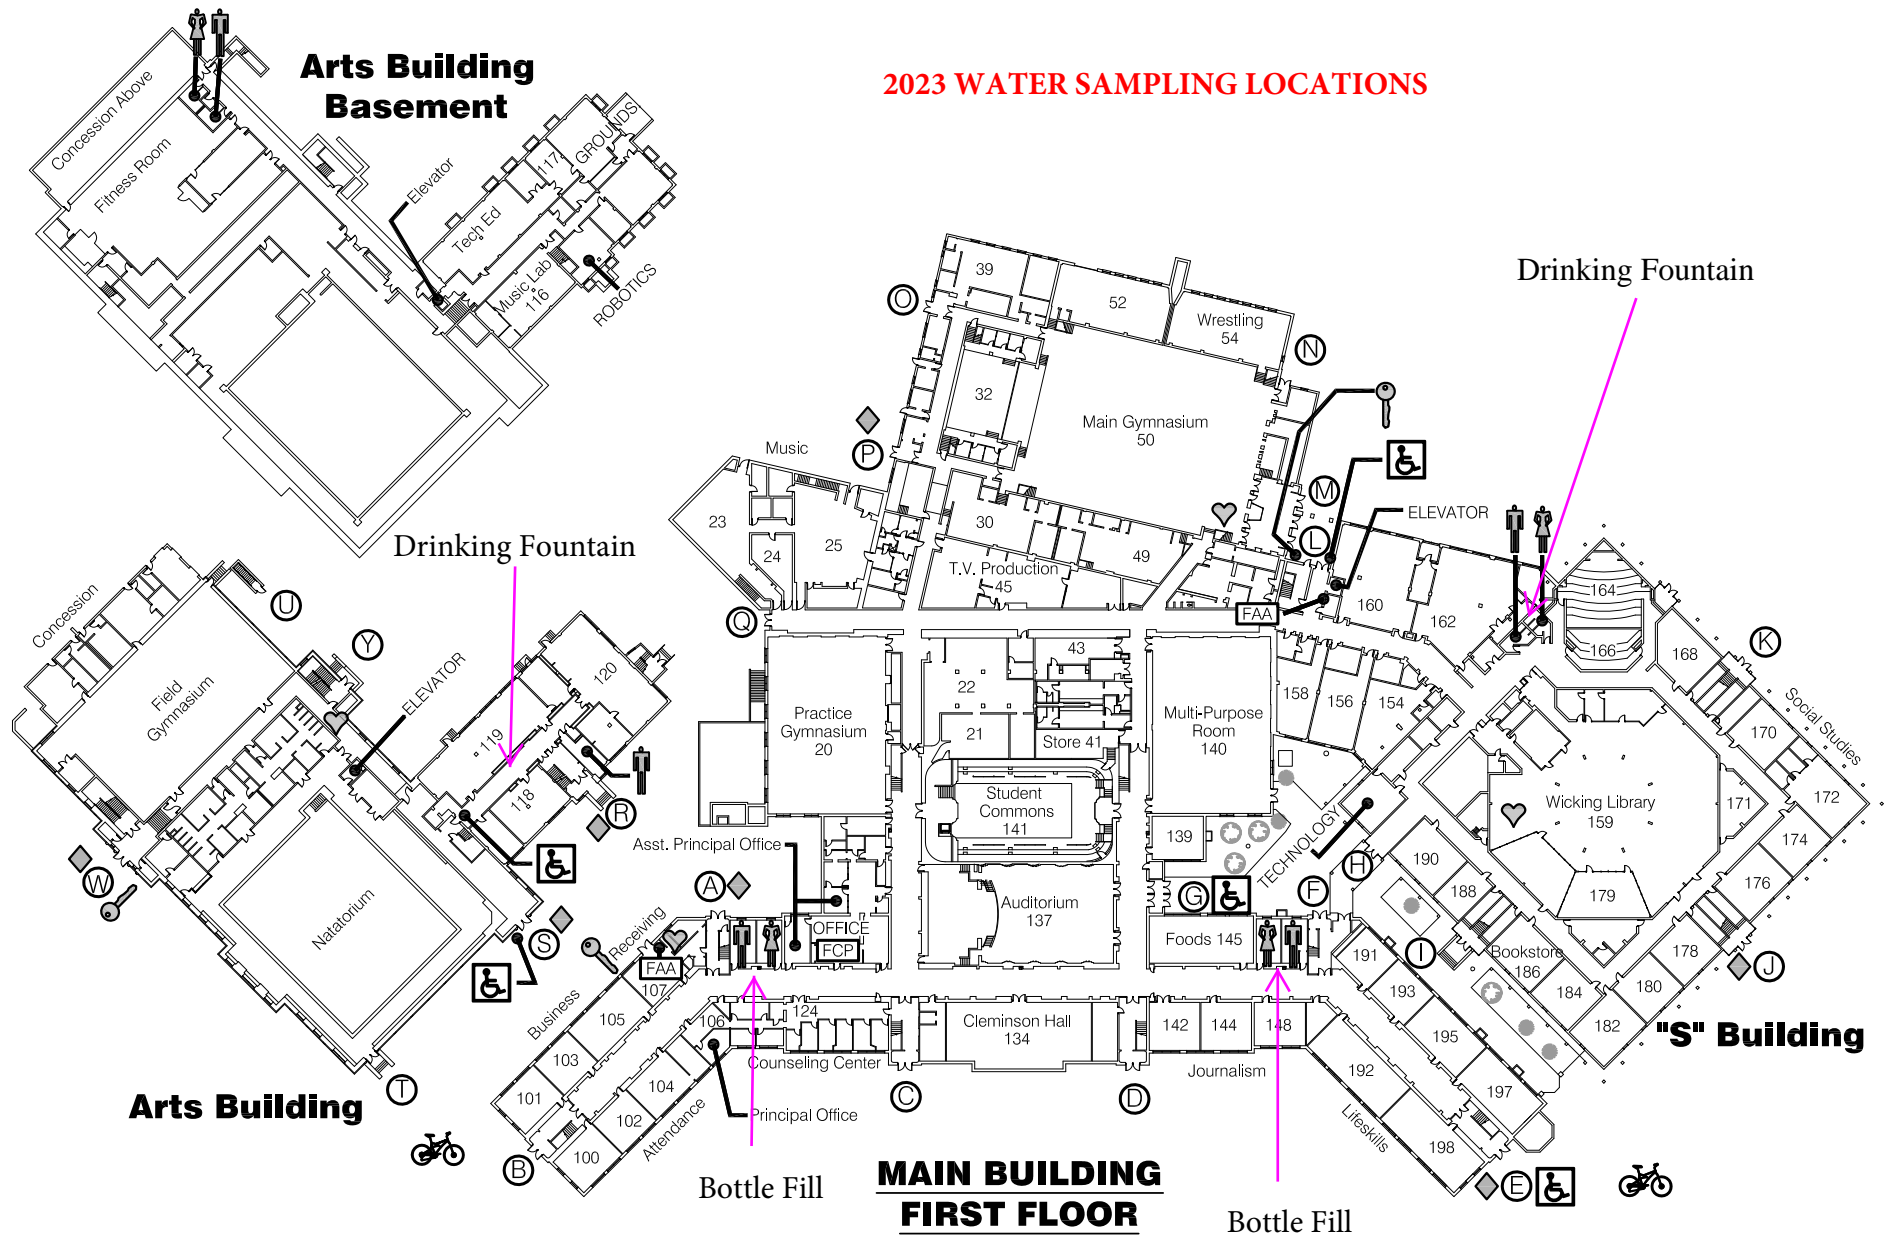 2023 WATER SAMPLING LOCATIONS
Arts Building
Basement
Concession Above
Fitness Room
Elevator
Tech Ed
117
GROUNDS
Music Lab
116
ROBOTICS
Drinking Fountain
39
52
Wrestling
54
O
N
32
Main Gymnasium
50
P
Music
M
ELEVATOR
L
23
24
25
30
49
T.V. Production
45
FAA
160
162
164
166
168
K
Q
Drinking Fountain
Concession
U
Y
ELEVATOR
Field
Gymnasium
120
119
118
R
W
Natatorium
S
T
Arts Building
43
22
21
Store 41
Practice
Gymnasium
20
Multi-Purpose
Room
140
158
156
154
Social Studies
170
172
171
174
176
Wicking Library
159
179
Student
Commons
141
139
TECHNOLOGY
H
190
188
Asst. Principal Office
A
G
F
Auditorium
137
OFFICE
FCP
Foods 145
Receiving
FAA
107
105
103
101
Business
191
I
193
195
197
Bookstore
186
184
182
180
178
J
"S" Building
106
124
Counseling Center
Cleminson Hall
134
142
144
148
Journalism
192
198
Lifeskills
104
102
100
Attendance
Principal Office
B
C
D
E
Bottle Fill
MAIN BUILDING
FIRST FLOOR
Bottle Fill